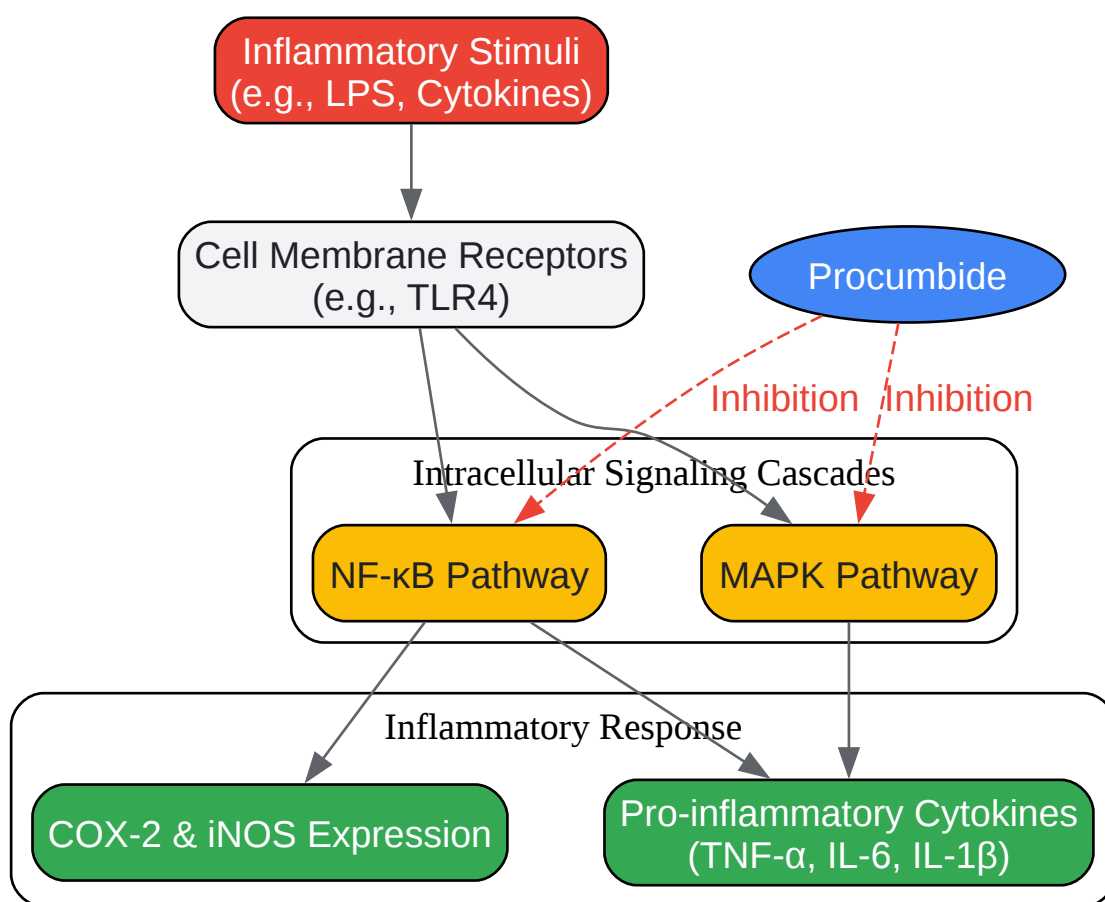 Inflammatory Stimuli
(e.g., LPS, Cytokines)
Cell Membrane Receptors
(e.g., TLR4)
Procumbide
Inhibition
Inhibition
Intracellular Signaling Cascades
NF-κB Pathway
MAPK Pathway
Inflammatory Response
COX-2 & iNOS Expression
Pro-inflammatory Cytokines
(TNF-α, IL-6, IL-1β)